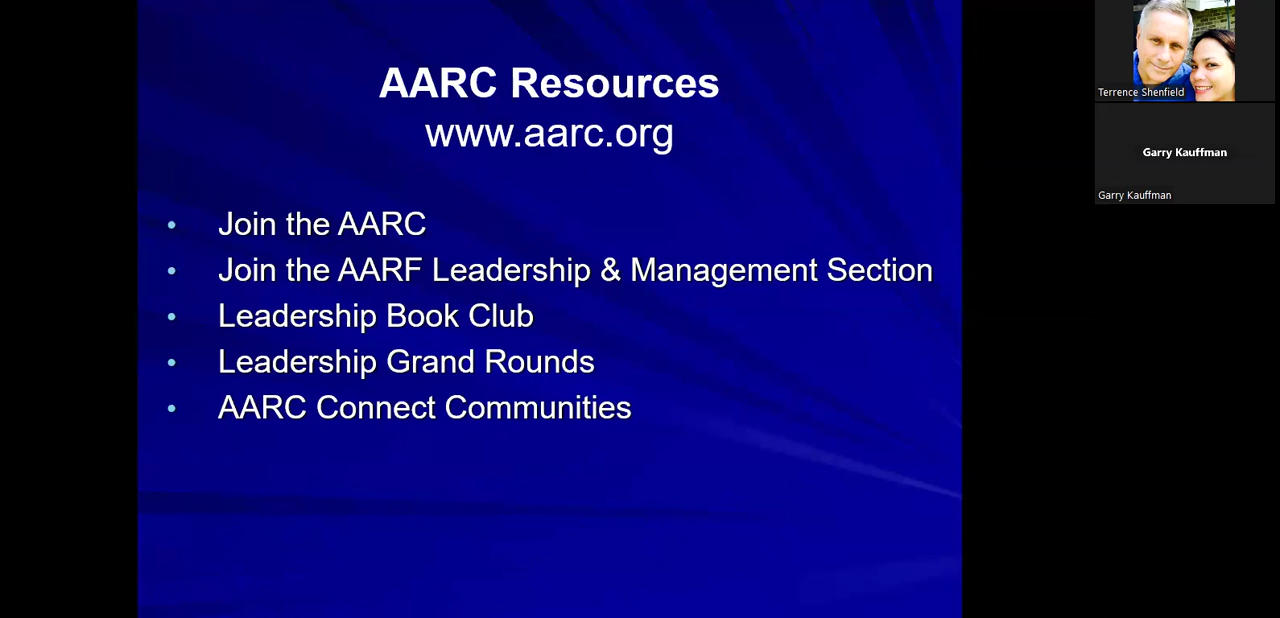 AARC Resources
www.aarc.org
• Join the AARC
• Join the AARF Leadership & Management Section
• Leadership Book Club
• Leadership Grand Rounds
• AARC Connect Communities
Terrence Shenfield
Garry Kauffman
Garry Kauffman